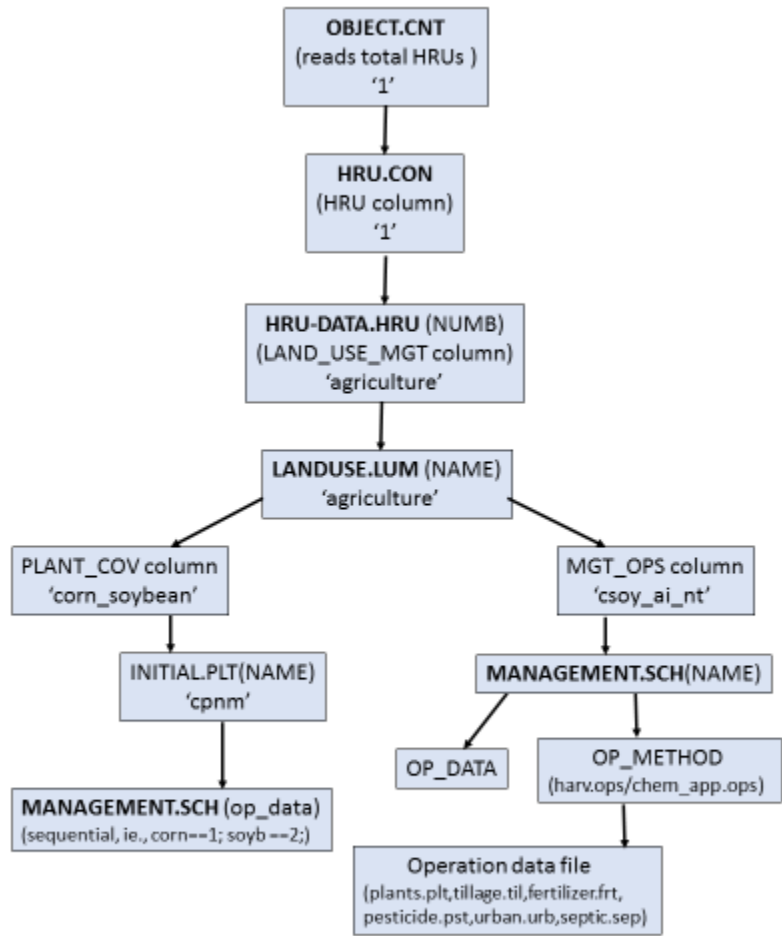 OBJECT.CNT
(reads total HRUs )
‘1’
HRU.CON
(HRU column)
‘1’
HRU-DATA.HRU (NUMB)
(LAND_USE_MGT column)
‘agriculture’
LANDUSE.LUM (NAME)
‘agriculture’
PLANT_COV column
‘corn_soybean’
MGT_OPS column
‘csoy_ai_nt’
INITIAL.PLT(NAME)
‘cpnm’
MANAGEMENT.SCH(NAME)
OP_DATA
OP_METHOD
(harv.ops/chem_app.ops)
MANAGEMENT.SCH (op_data)
(sequential, ie., corn==1; soyb ==2;)
Operation data file
(plants.plt,tillage.til,fertilizer.frt,
pesticide.pst,urban.urb,septic.sep)